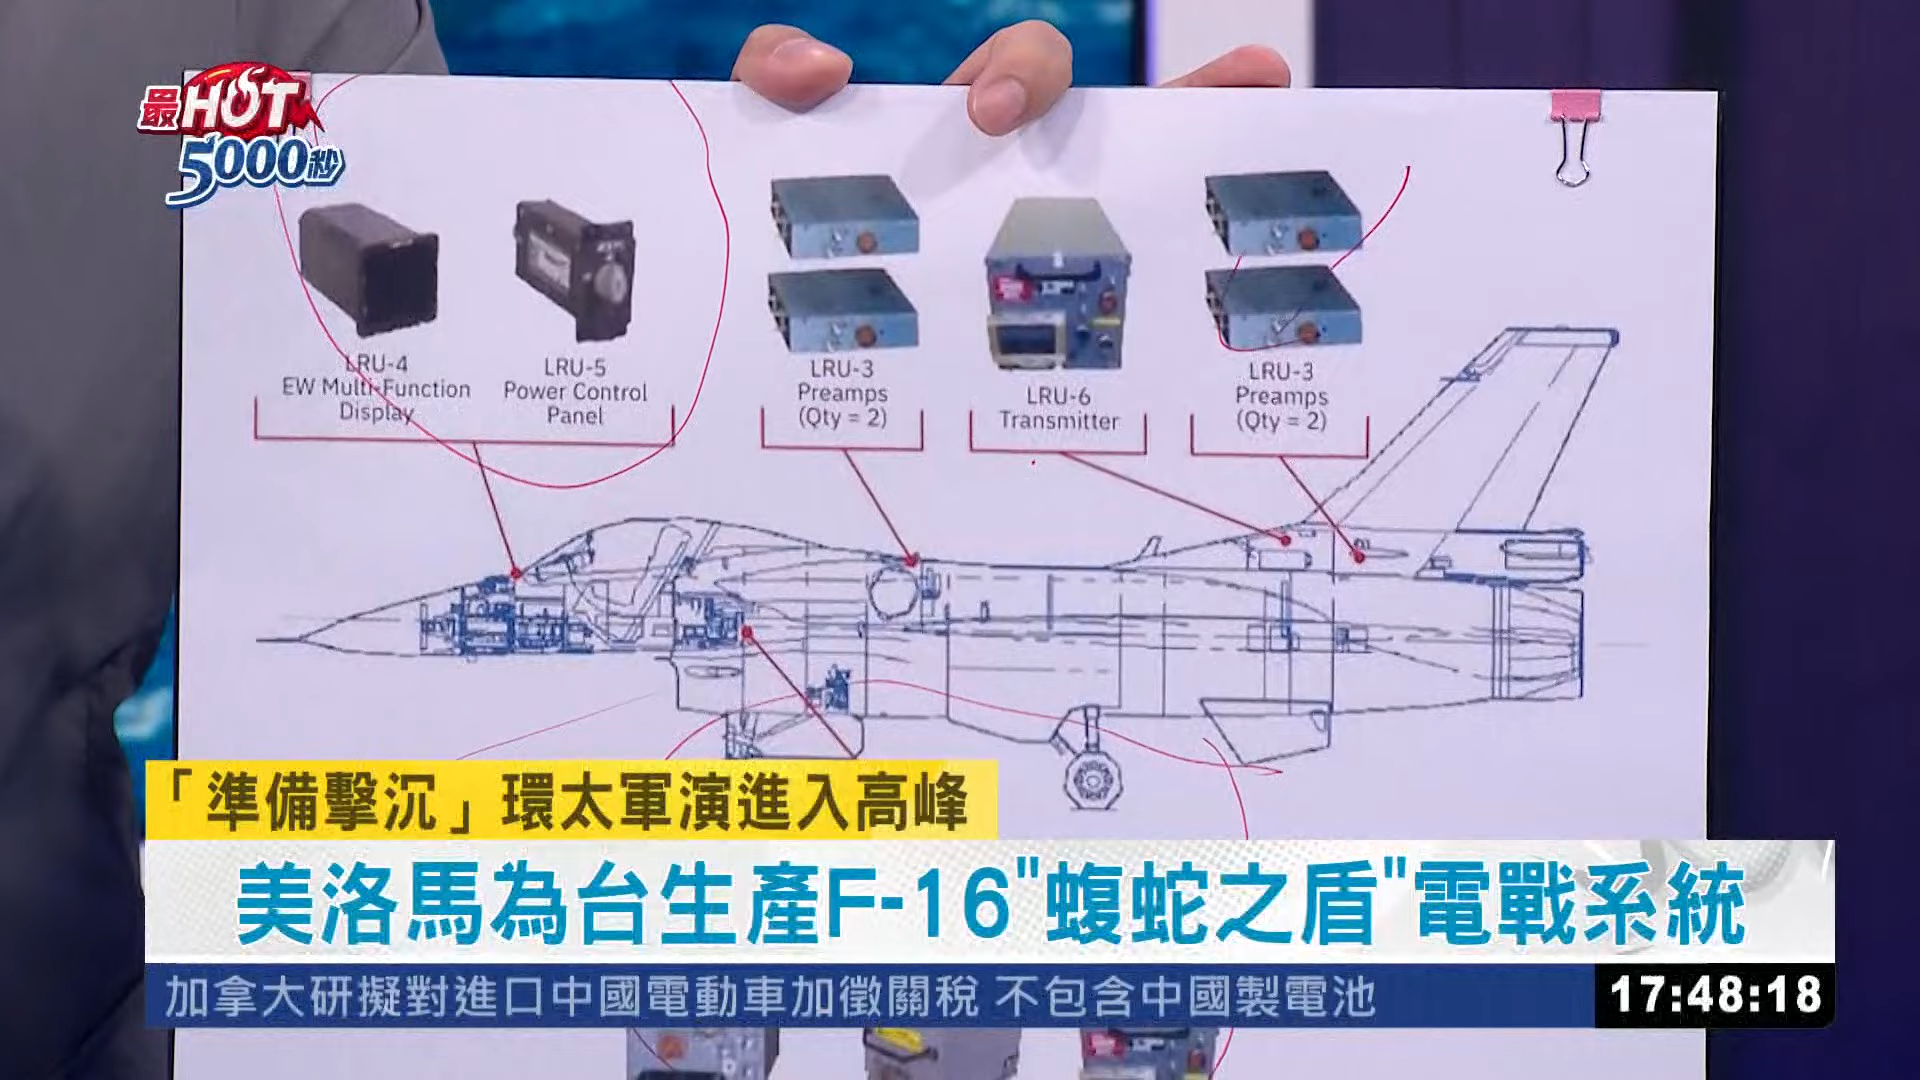 最HOT
5000秒
LRU-4
EW Multi-Function
Display
LRU-5
Power Control
Panel
LRU-3
Preamps
(Qty = 2)
LRU-6
Transmitter
LRU-3
Preamps
(Qty = 2)
「準備擊沉」環太軍演進入高峰
美洛馬為台生產F-16"蝮蛇之盾"電戰系統
加拿大研擬對進口中國電動車加徵關稅 不包含中國製電池
17:48:18